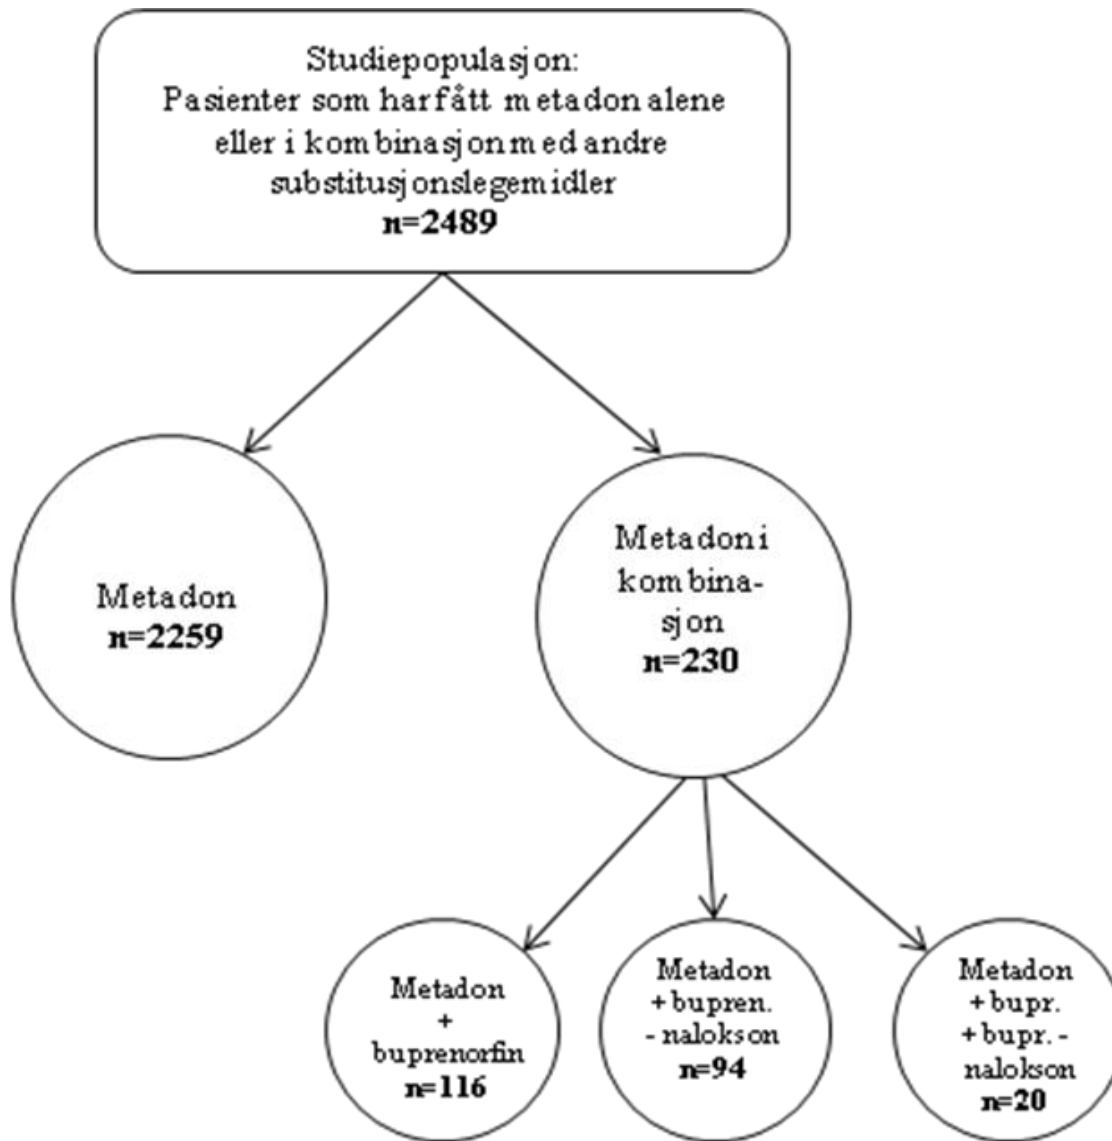 Studiepopulasjon:
Pasienter som har fått metadon alene
eller i kombinasjon med andre
substitusjonslegemidler
n=2489
Metadon
n=2259
Metadon i
kombina-
sjon
n=230
Metadon
+
buprenorfin
n=116
Metadon
+ bupren.
- nalokson
n=94
Metadon
+ bupr.
+ bupr. -
nalokson
n=20